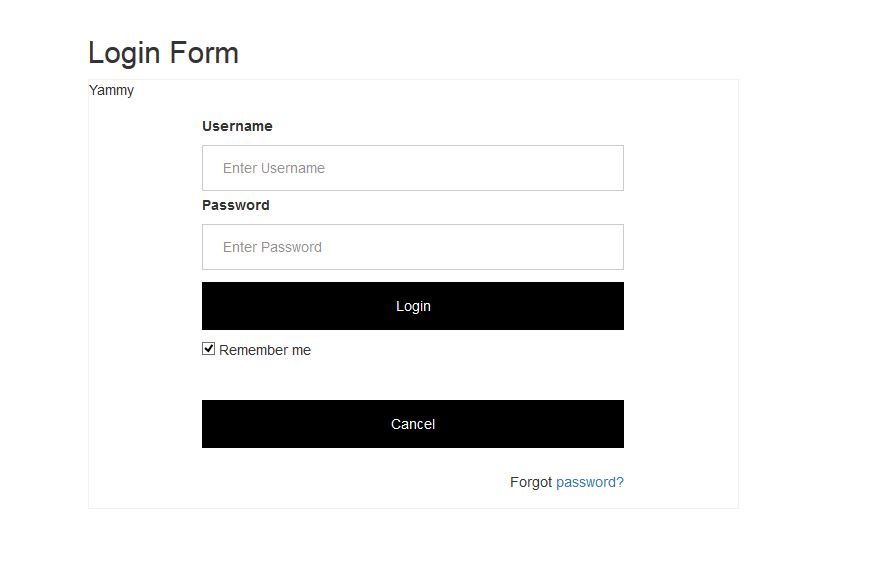 Login Form
Yammy
Username
Enter Username
Password
Enter Password
Login
Remember me
Cancel
Forgot password?